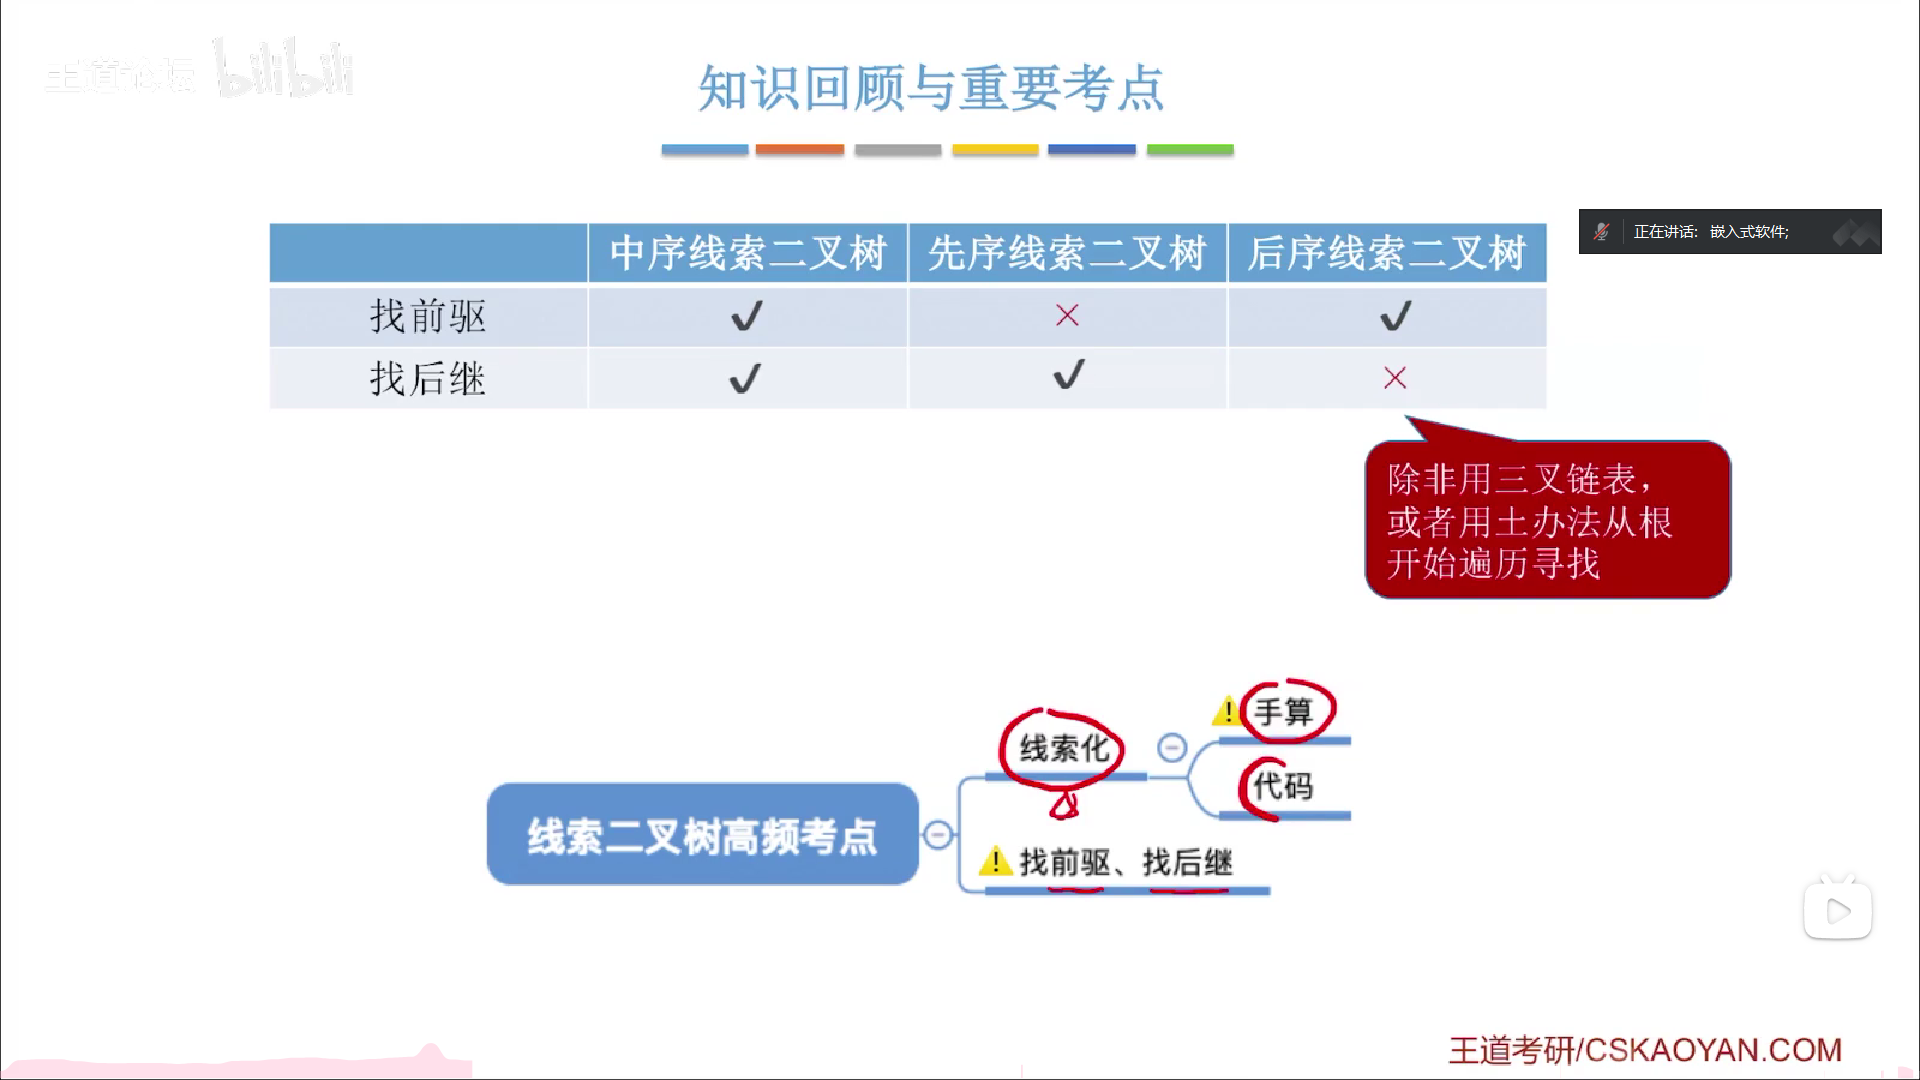 王道论坛 bilibili
知识回顾与重要考点
中序线索二叉树 先序线索二叉树 后序线索二叉树
找前驱 ✓ × ✓
找后继 ✓ ✓ ×
正在讲话: 嵌入式软件;
除非用三叉链表，
或者用土办法从根
开始遍历寻找
线索二叉树高频考点
线索化
手算
代码
找前驱、找后继
王道考研/CSKAOYAN.COM